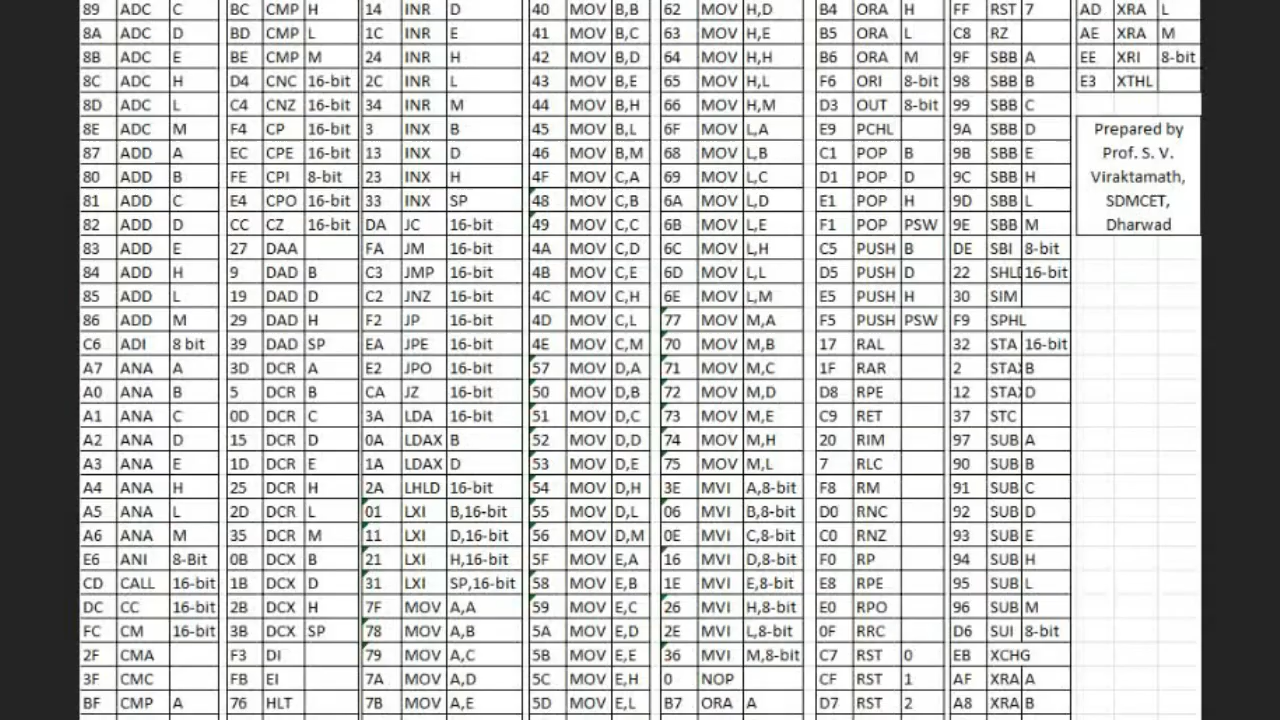 89 ADC C BC CMP H 14 INR D 40 MOV B,B 62 MOV H,D B4 ORA H FF RST 7 AD XRA L
8A ADC D BD CMP L 1C INR E 41 MOV B,C 63 MOV H,E B5 ORA L C8 RZ AE XRA M
8B ADC E BE CMP M 24 INR H 42 MOV B,D 64 MOV H,H B6 ORA M 9F SBB A EE XRI 8-bit
8C ADC H D4 CNC 16-bit 2C INR L 43 MOV B,E 65 MOV H,L F6 ORI 8-bit 98 SBB B E3 XTHL
8D ADC L C4 CNZ 16-bit 34 INR M 44 MOV B,H 66 MOV H,M D3 OUT 8-bit 99 SBB C
8E ADC M F4 CP 16-bit 3 INX B 45 MOV B,L 6F MOV L,A E9 PCHL 9A SBB D Prepared by
87 ADD A EC CPE 16-bit 13 INX D 46 MOV B,M 68 MOV L,B C1 POP B 9B SBB E Prof. S. V.
80 ADD B FE CPI 8-bit 23 INX H 4F MOV C,A 69 MOV L,C D1 POP D 9C SBB H Viraktamath,
81 ADD C E4 CPO 16-bit 33 INX SP 48 MOV C,B 6A MOV L,D E1 POP H 9D SBB L SDMCET,
82 ADD D CC CZ 16-bit DA JC 16-bit 49 MOV C,C 6B MOV L,E F1 POP PSW 9E SBB M Dharwad
83 ADD E 27 DAA FA JM 16-bit 4A MOV C,D 6C MOV L,H C5 PUSH B DE SBI 8-bit
84 ADD H 9 DAD B C3 JMP 16-bit 4B MOV C,E 6D MOV L,L D5 PUSH D 22 SHLD 16-bit
85 ADD L 19 DAD D C2 JNZ 16-bit 4C MOV C,H 6E MOV L,M E5 PUSH H 30 SIM
86 ADD M 29 DAD H F2 JP 16-bit 4D MOV C,L 77 MOV M,A F5 PUSH PSW F9 SPHL
C6 ADI 8 bit 39 DAD SP EA JPE 16-bit 4E MOV C,M 70 MOV M,B 17 RAL 32 STA 16-bit
A7 ANA A 3D DCR A E2 JPO 16-bit 57 MOV D,A 71 MOV M,C 1F RAR 2 STAX B
A0 ANA B 5 DCR B CA JZ 16-bit 50 MOV D,B 72 MOV M,D D8 RPE 12 STAX D
A1 ANA C 0D DCR C 3A LDA 16-bit 51 MOV D,C 73 MOV M,E C9 RET 37 STC
A2 ANA D 15 DCR D 0A LDAX B 52 MOV D,D 74 MOV M,H 20 RIM 97 SUB A
A3 ANA E 1D DCR E 1A LDAX D 53 MOV D,E 75 MOV M,L 7 RLC 90 SUB B
A4 ANA H 25 DCR H 2A LHLD 16-bit 54 MOV D,H 3E MVI A,8-bit F8 RM 91 SUB C
A5 ANA L 2D DCR L 01 LXI B,16-bit 55 MOV D,L 06 MVI B,8-bit D0 RNC 92 SUB D
A6 ANA M 35 DCR M 11 LXI D,16-bit 56 MOV D,M 0E MVI C,8-bit C0 RNZ 93 SUB E
E6 ANI 8-Bit 0B DCX B 21 LXI H,16-bit 5F MOV E,A 16 MVI D,8-bit F0 RP 94 SUB H
CD CALL 16-bit 1B DCX D 31 LXI SP,16-bit 58 MOV E,B 1E MVI E,8-bit E8 RPE 95 SUB L
DC CC 16-bit 2B DCX H 7F MOV A,A 59 MOV E,C 26 MVI H,8-bit E0 RPO 96 SUB M
FC CM 16-bit 3B DCX SP 78 MOV A,B 5A MOV E,D 2E MVI L,8-bit 0F RRC D6 SUI 8-bit
2F CMA F3 DI 79 MOV A,C 5B MOV E,E 36 MVI M,8-bit C7 RST 0 EB XCHG
3F CMC FB EI 7A MOV A,D 5C MOV E,H 0 NOP CF RST 1 AF XRA A
BF CMP A 76 HLT 7B MOV A,E 5D MOV E,L B7 ORA A D7 RST 2 A8 XRA B